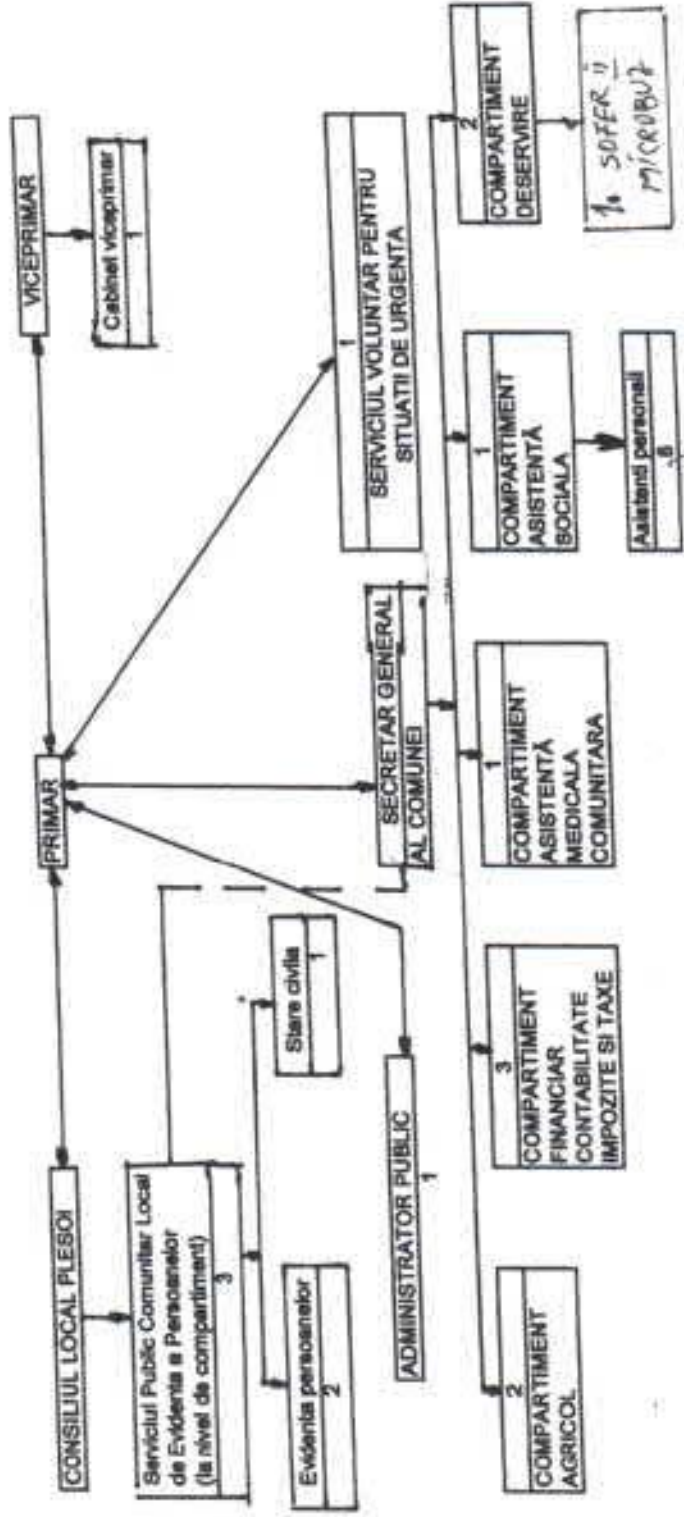 CONSILIUL LOCAL PLESOI
PRIMAR
VICEPRIMAR
Cabinet viceprimar
1
Serviciul Public Comunitar Local
de Evidenta a Persoanelor
(la nivel de compartiment)
3
Evidenta persoanelor
2
Stare civila
1
ADMINISTRATOR PUBLIC
1
SECRETAR GENERAL
AL COMUNEI
1
SERVICIUL VOLUNTAR PENTRU
SITUATII DE URGENTA
2
COMPARTIMENT
AGRICOL
3
COMPARTIMENT
FINANCIAR
CONTABILITATE
IMPOZITE SI TAXE
1
COMPARTIMENT
ASISTENTĂ
MEDICALA
COMUNITARA
1
COMPARTIMENT
ASISTENTĂ
SOCIALA
Asistenti personali
6
2
COMPARTIMENT
DESERVIRE
SOFER
MICROBUZ